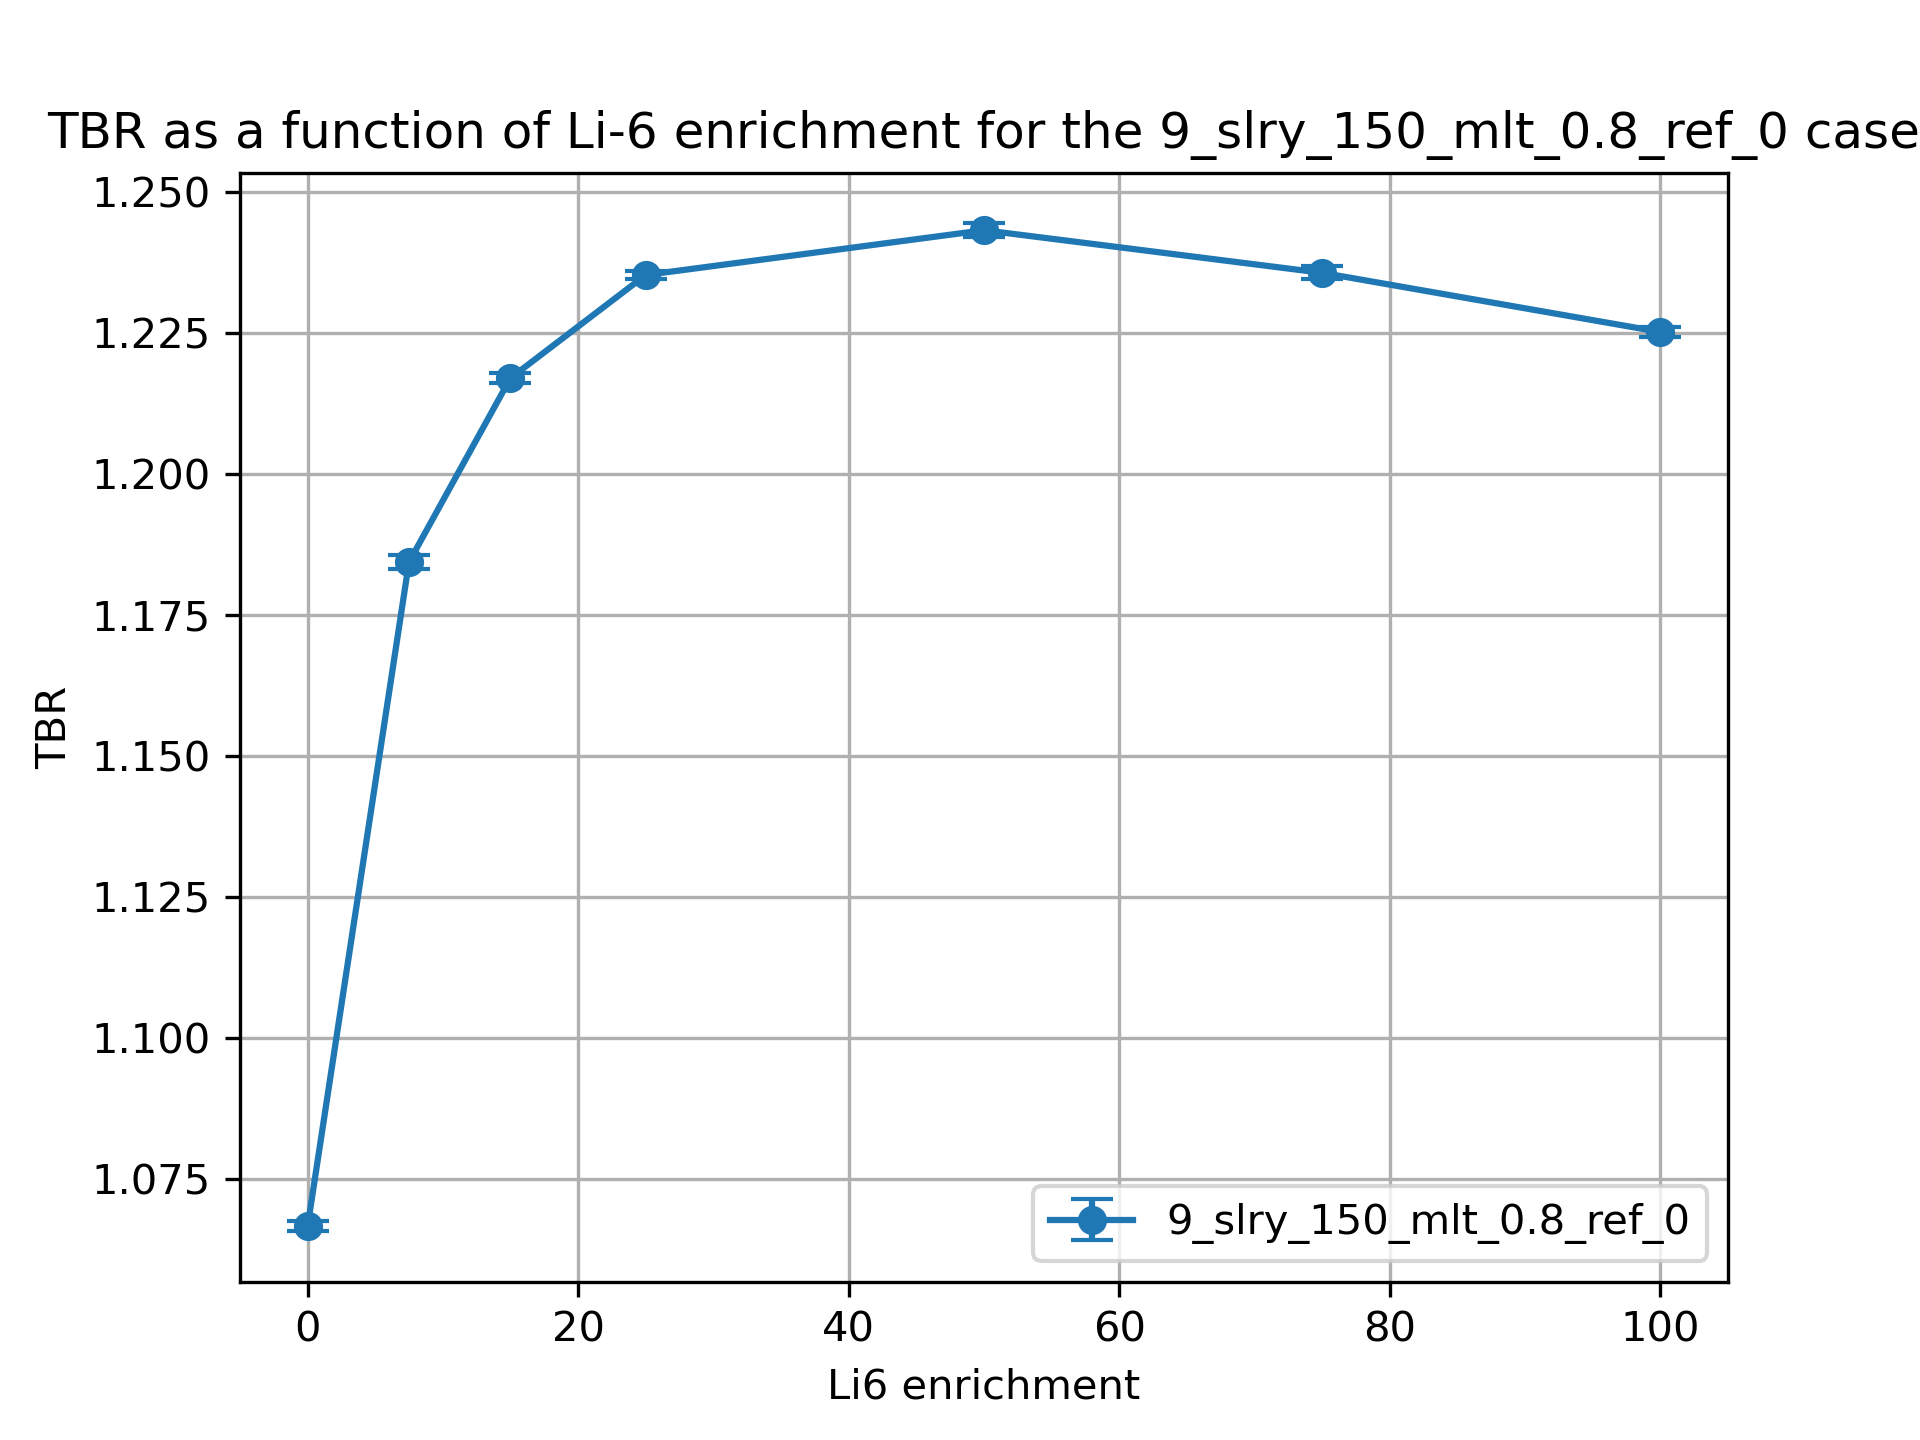 TBR as a function of Li-6 enrichment for the 9_slry_150_mlt_0.8_ref_0 case
1.250
1.225
1.200
1.175
1.150
1.125
1.100
1.075
TBR
9_slry_150_mlt_0.8_ref_0
0 20 40 60 80 100
Li6 enrichment